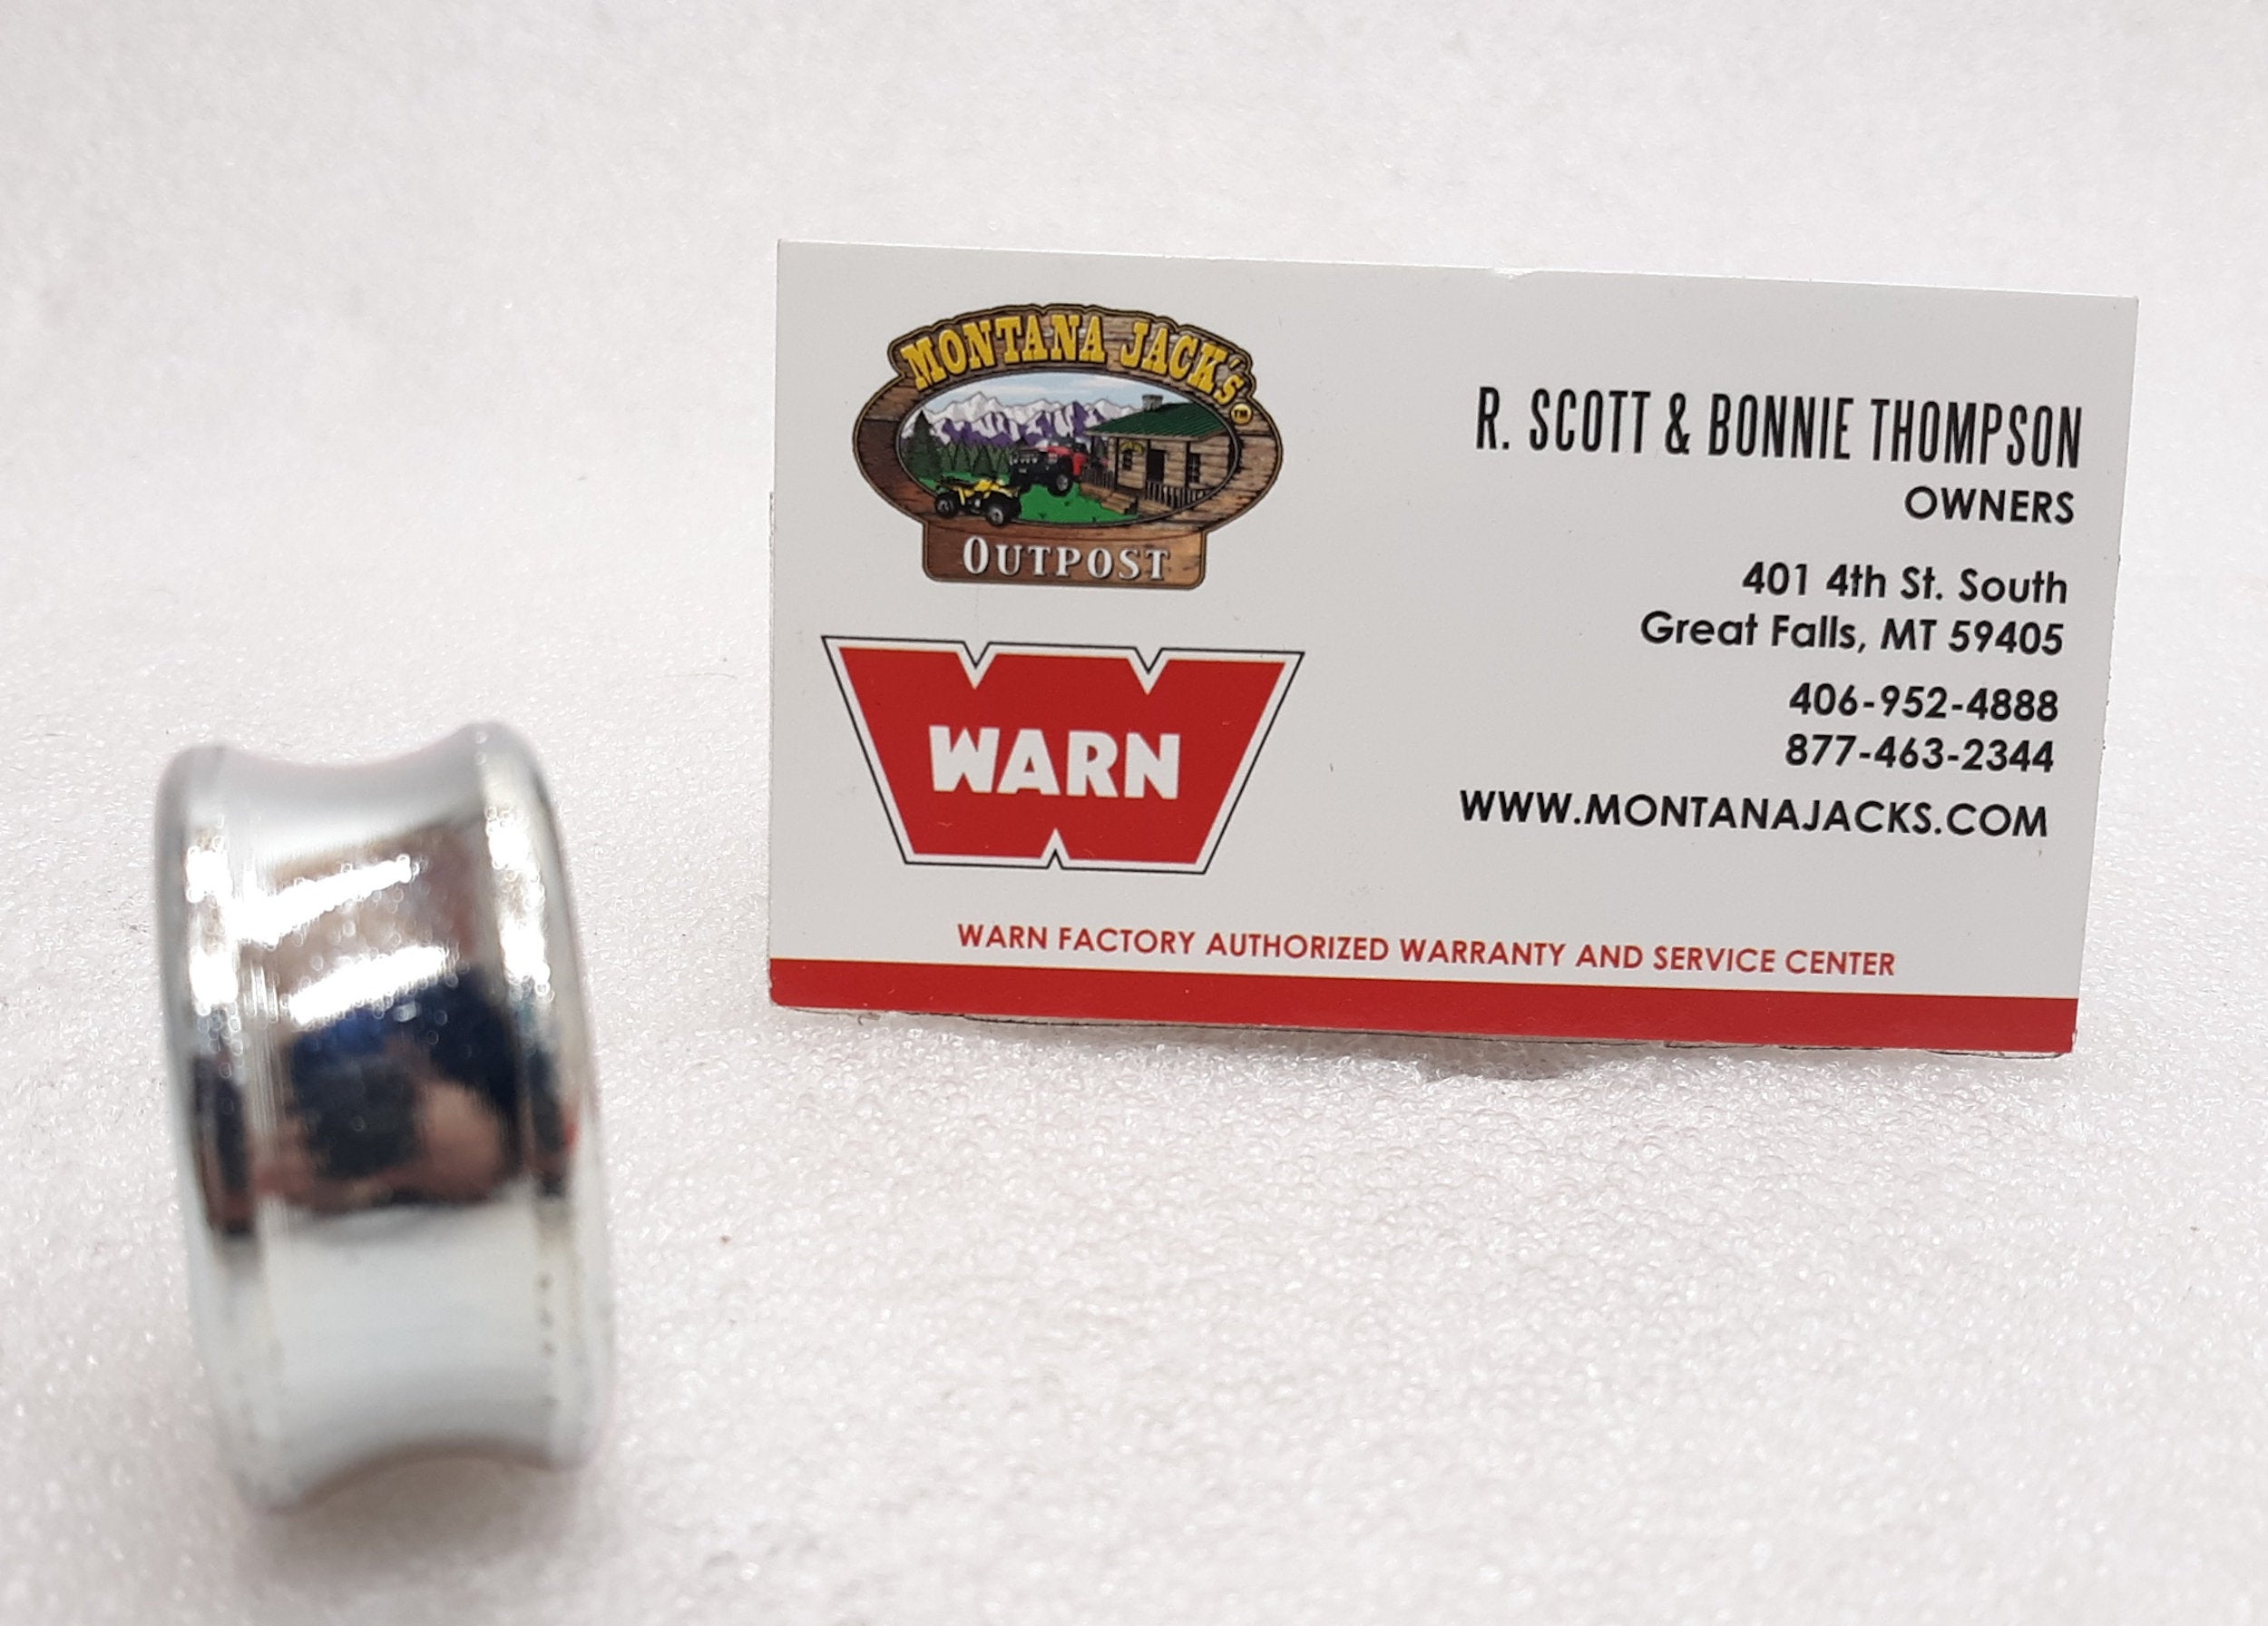 MONTANA JACK'S™
OUTPOST
WARN
R. SCOTT & BONNIE THOMPSON
OWNERS
401 4th St. South
Great Falls, MT 59405
406-952-4888
877-463-2344
WWW.MONTANAJACKS.COM
WARN FACTORY AUTHORIZED WARRANTY AND SERVICE CENTER